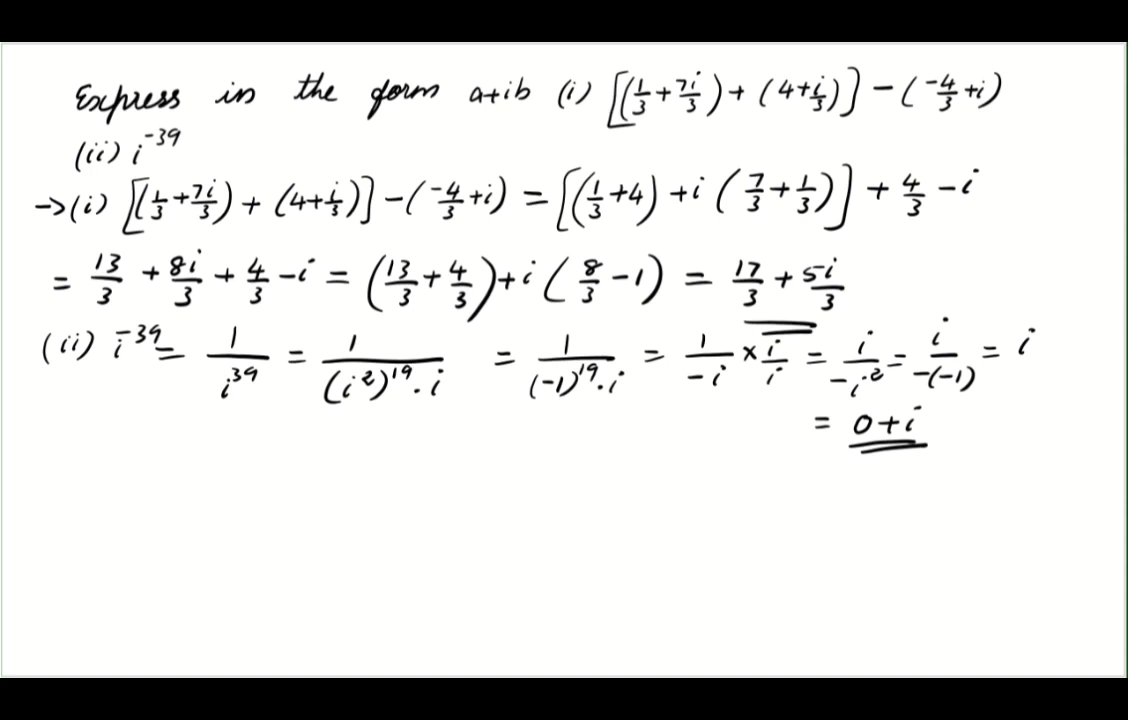 Express in the form a+ib (i) [(1/3 + 7i/3) + (4+i/3)] - (-4/3 + i)
(ii) i^-39
→(i) [(1/3 + 7i/3) + (4+i/3)] - (-4/3 + i) = [(1/3 + 4) + i (7/3 + 1/3)] + 4/3 - i
= 13/3 + 8i/3 + 4/3 - i = (13/3 + 4/3) + i (8/3 - 1) = 17/3 + 5i/3
(ii) i^-39 = 1/i^39 = 1/((i^2)^19 . i) = 1/((-1)^19 . i) = 1/-i × i/i = i/-i^2 = i/-(-1) = i
= 0+i